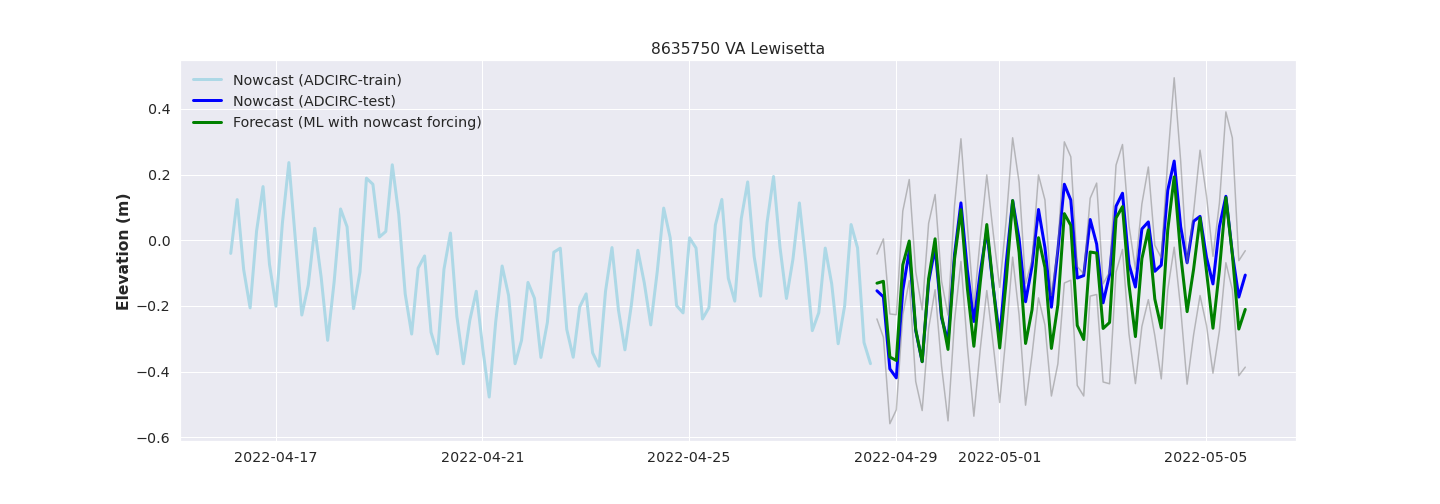 8635750 VA Lewisetta
Nowcast (ADCIRC-train)
Nowcast (ADCIRC-test)
Forecast (ML with nowcast forcing)
Elevation (m)
0.4
0.2
0.0
−0.2
−0.4
−0.6
2022-04-17
2022-04-21
2022-04-25
2022-04-29
2022-05-01
2022-05-05